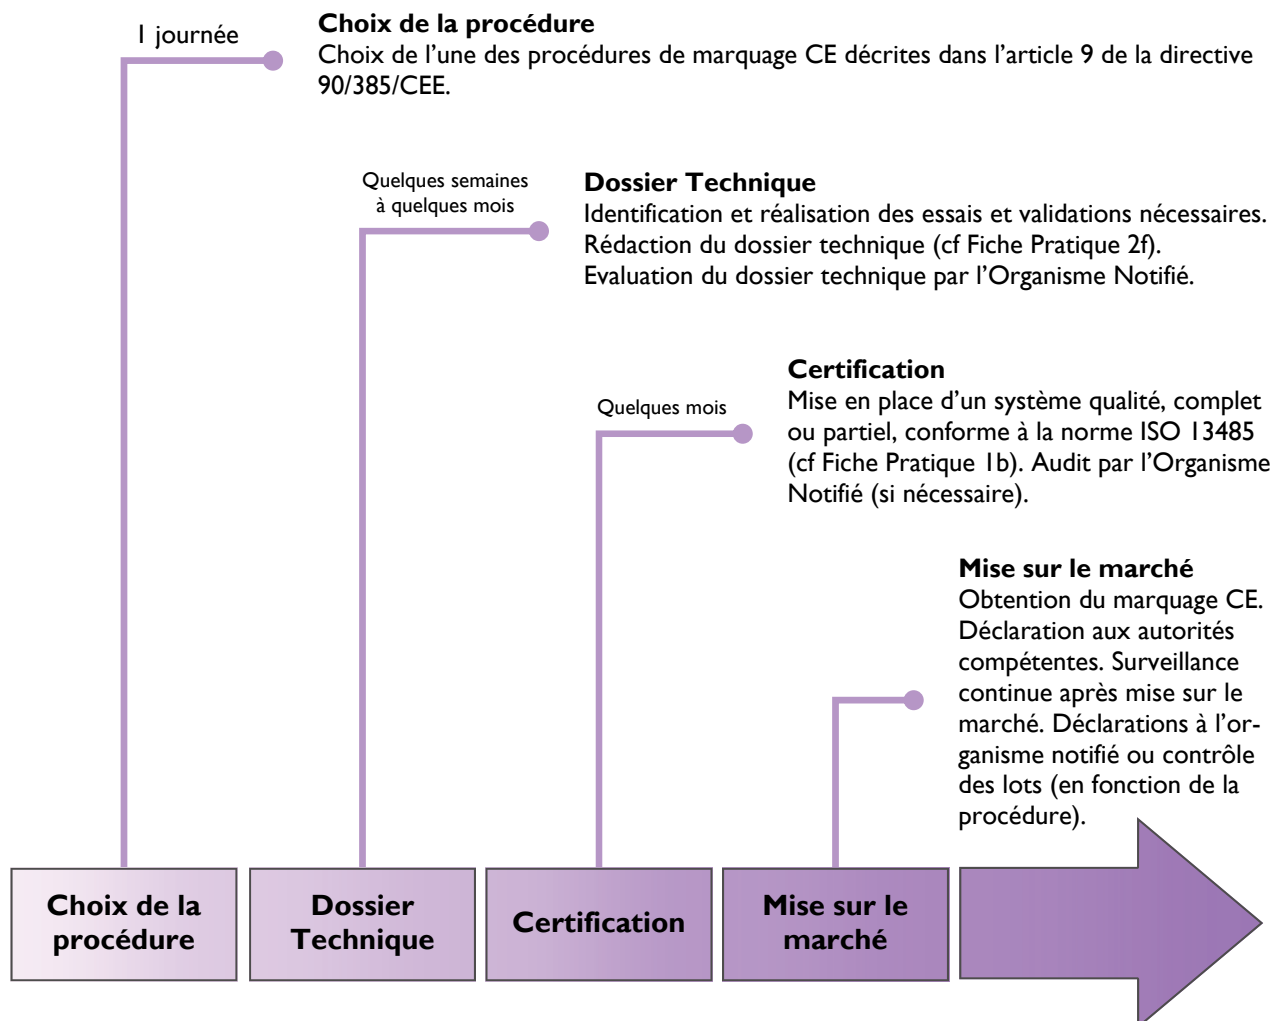 1 journée
Choix de la procédure
Choix de l’une des procédures de marquage CE décrites dans l’article 9 de la directive
90/385/CEE.
Quelques semaines
à quelques mois
Dossier Technique
Identification et réalisation des essais et validations nécessaires.
Rédaction du dossier technique (cf Fiche Pratique 2f).
Evaluation du dossier technique par l’Organisme Notifié.
Quelques mois
Certification
Mise en place d’un système qualité, complet
ou partiel, conforme à la norme ISO 13485
(cf Fiche Pratique 1b). Audit par l’Organisme
Notifié (si nécessaire).
Mise sur le marché
Obtention du marquage CE.
Déclaration aux autorités
compétentes. Surveillance
continue après mise sur le
marché. Déclarations à l’or-
ganisme notifié ou contrôle
des lots (en fonction de la
procédure).
Choix de la
procédure
Dossier
Technique
Certification
Mise sur le
marché